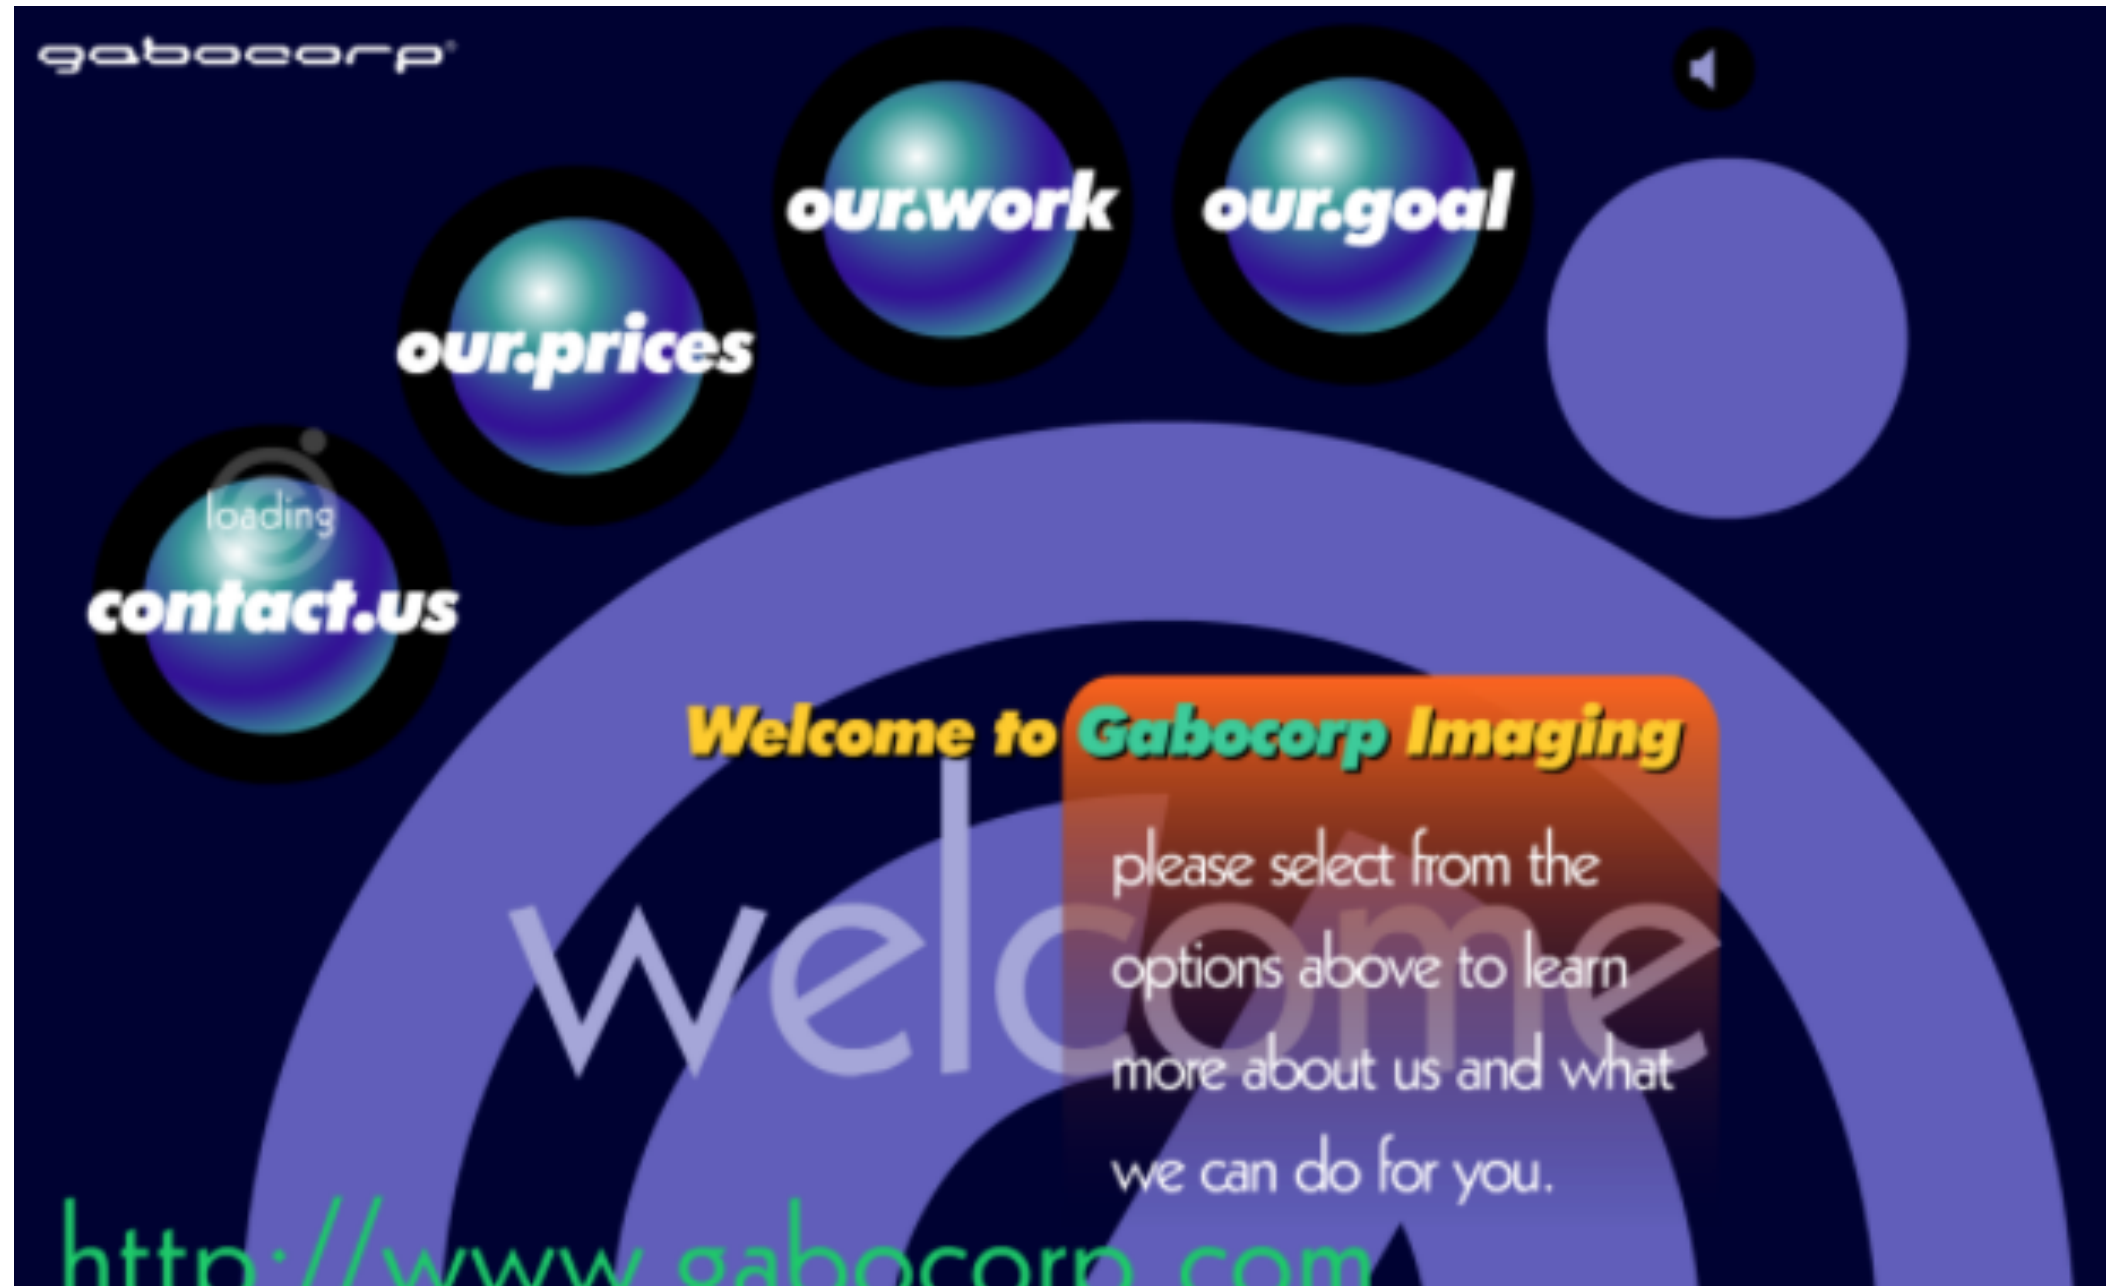 gabocorp®
our.work
our.goal
our.prices
loading
contact.us
Welcome to Gabocorp Imaging
welcome
please select from the
options above to learn
more about us and what
we can do for you.
http://www.gabocorp.com